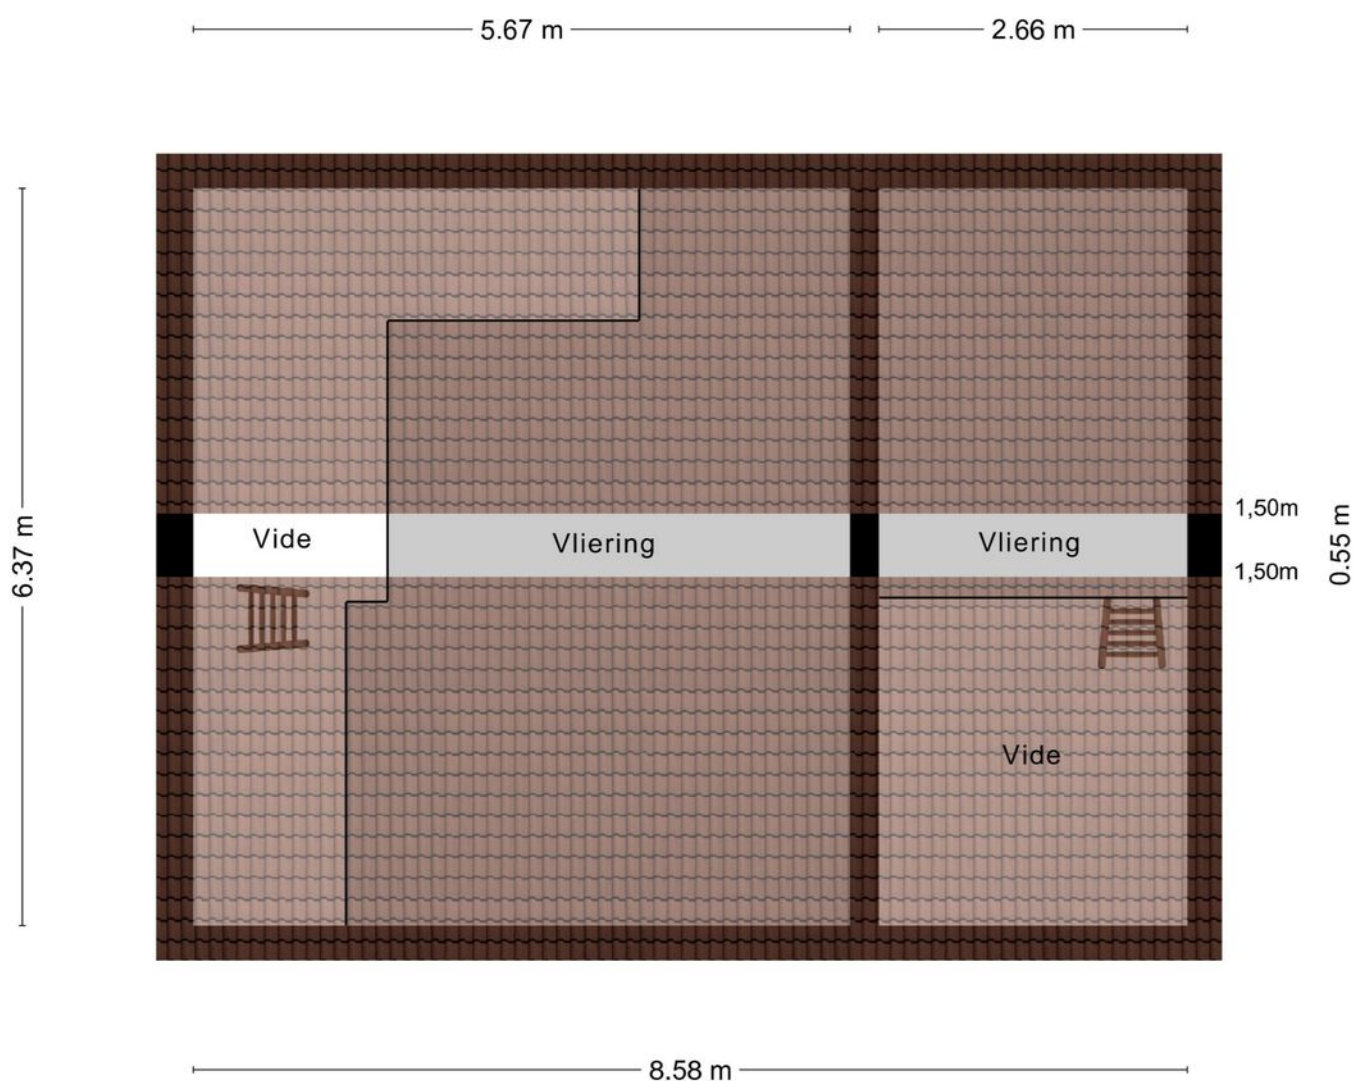 5.67 m
2.66 m
1,50m
Vide
Vliering
Vliering
0.55 m
6.37 m
1,50m
Vide
8.58 m